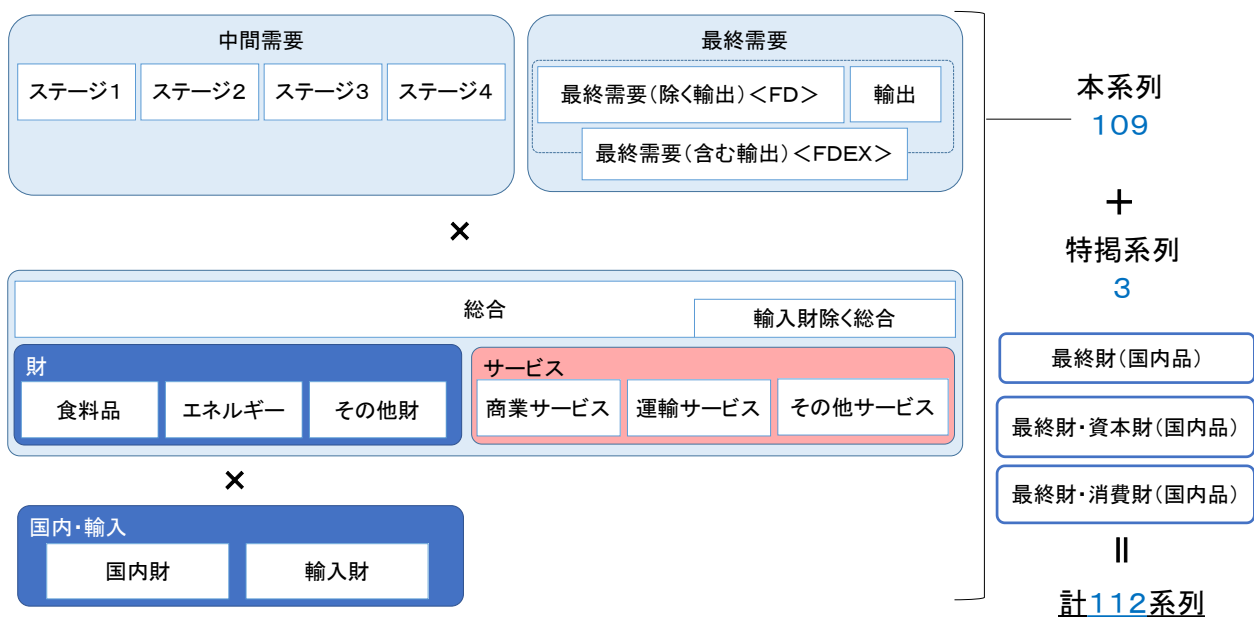 中間需要
ステージ1
ステージ2
ステージ3
ステージ4
最終需要
最終需要(除く輸出)<FD>
輸出
最終需要(含む輸出)<FDEX>
×
総合
輸入財除く総合
財
食料品
エネルギー
その他財
サービス
商業サービス
運輸サービス
その他サービス
×
国内・輸入
国内財
輸入財
本系列
109
+
特掲系列
3
最終財(国内品)
最終財・資本財(国内品)
最終財・消費財(国内品)
=
計112系列